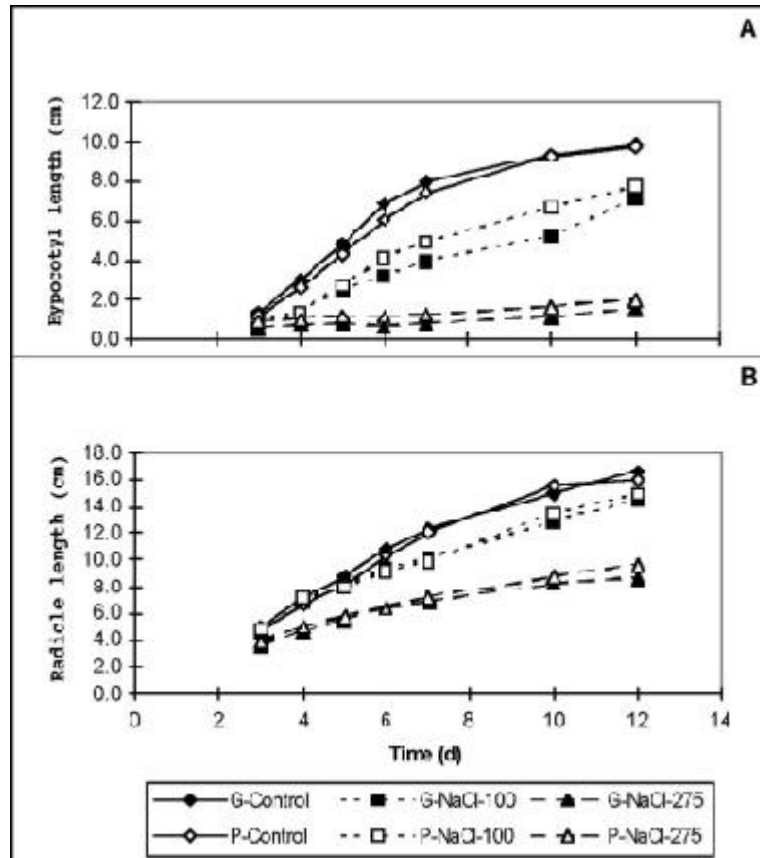 A
Eypocotyl length (cm)
12.0
10.0
8.0
6.0
4.0
2.0
0.0
B
Radicle length (cm)
18.0
16.0
14.0
12.0
10.0
8.0
6.0
4.0
2.0
0.0
0 2 4 6 8 10 12 14
Time (d)
G-Control G-NaCl-100 G-NaCl-275
P-Control P-NaCl-100 P-NaCl-275